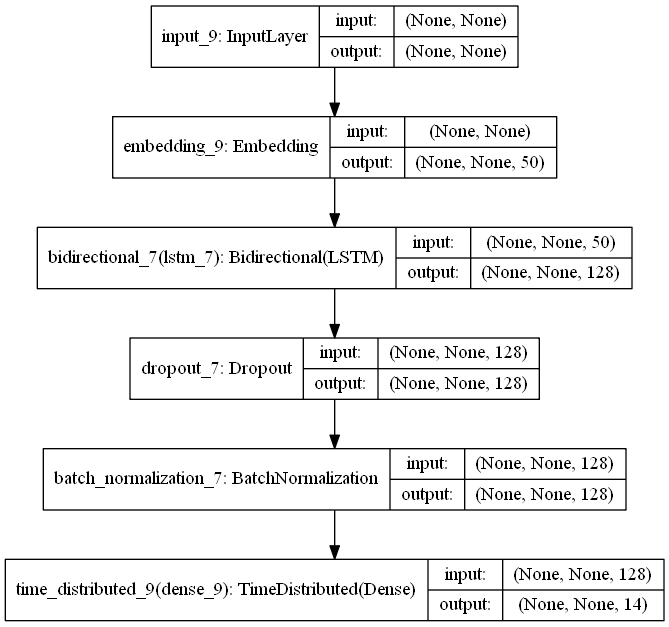 input_9: InputLayer
input: (None, None)
output: (None, None)
embedding_9: Embedding
input: (None, None)
output: (None, None, 50)
bidirectional_7(lstm_7): Bidirectional(LSTM)
input: (None, None, 50)
output: (None, None, 128)
dropout_7: Dropout
input: (None, None, 128)
output: (None, None, 128)
batch_normalization_7: BatchNormalization
input: (None, None, 128)
output: (None, None, 128)
time_distributed_9(dense_9): TimeDistributed(Dense)
input: (None, None, 128)
output: (None, None, 14)